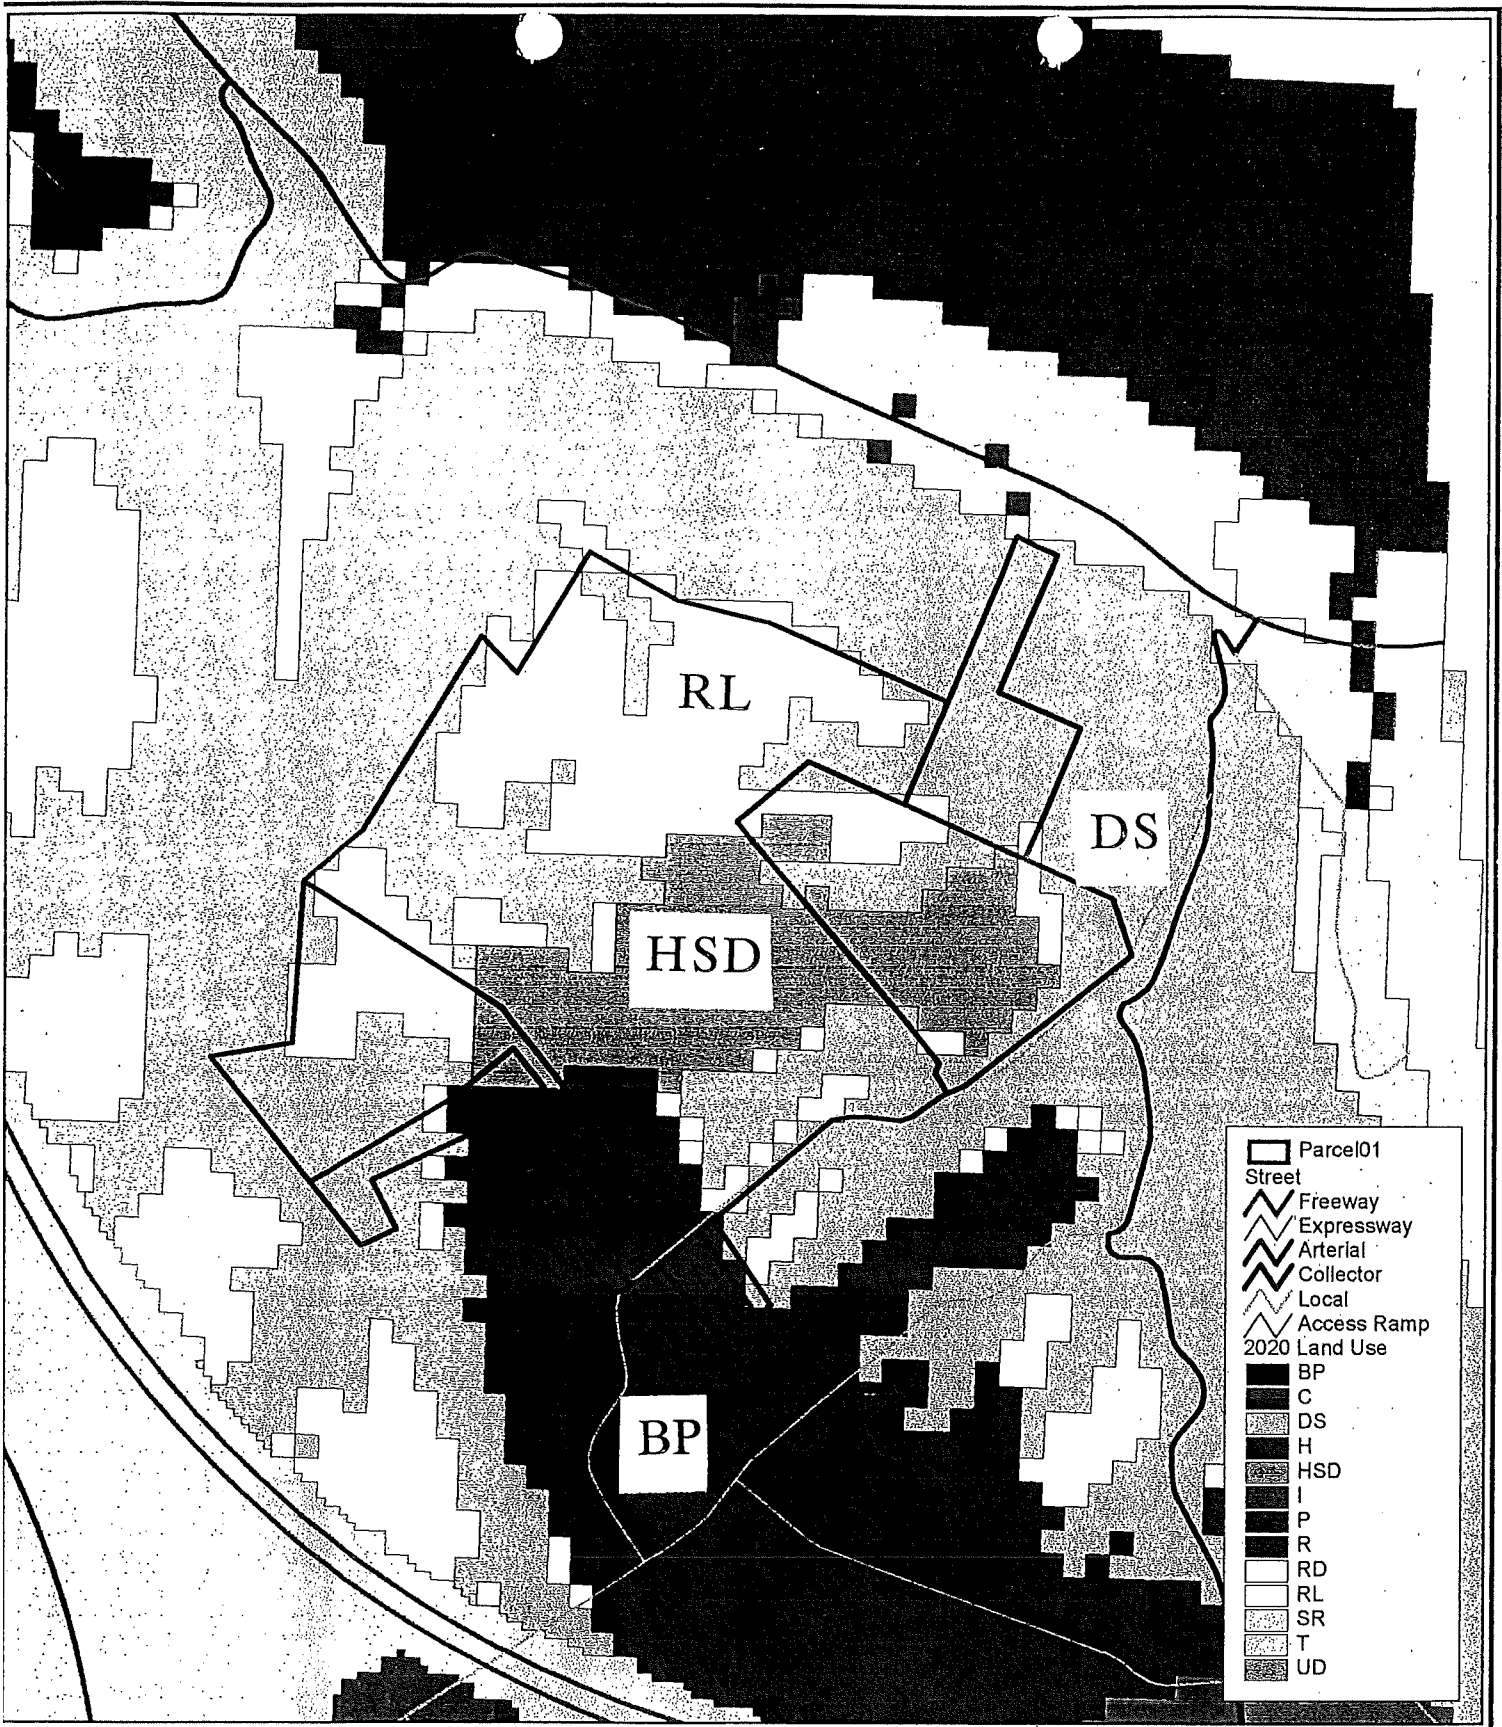 RL
DS
HSD
BP
Parcel01
Street
Freeway
Expressway
Arterial
Collector
Local
Access Ramp
2020 Land Use
BP
C
DS
H
HSD
I
P
R
RD
RL
SR
T
UD